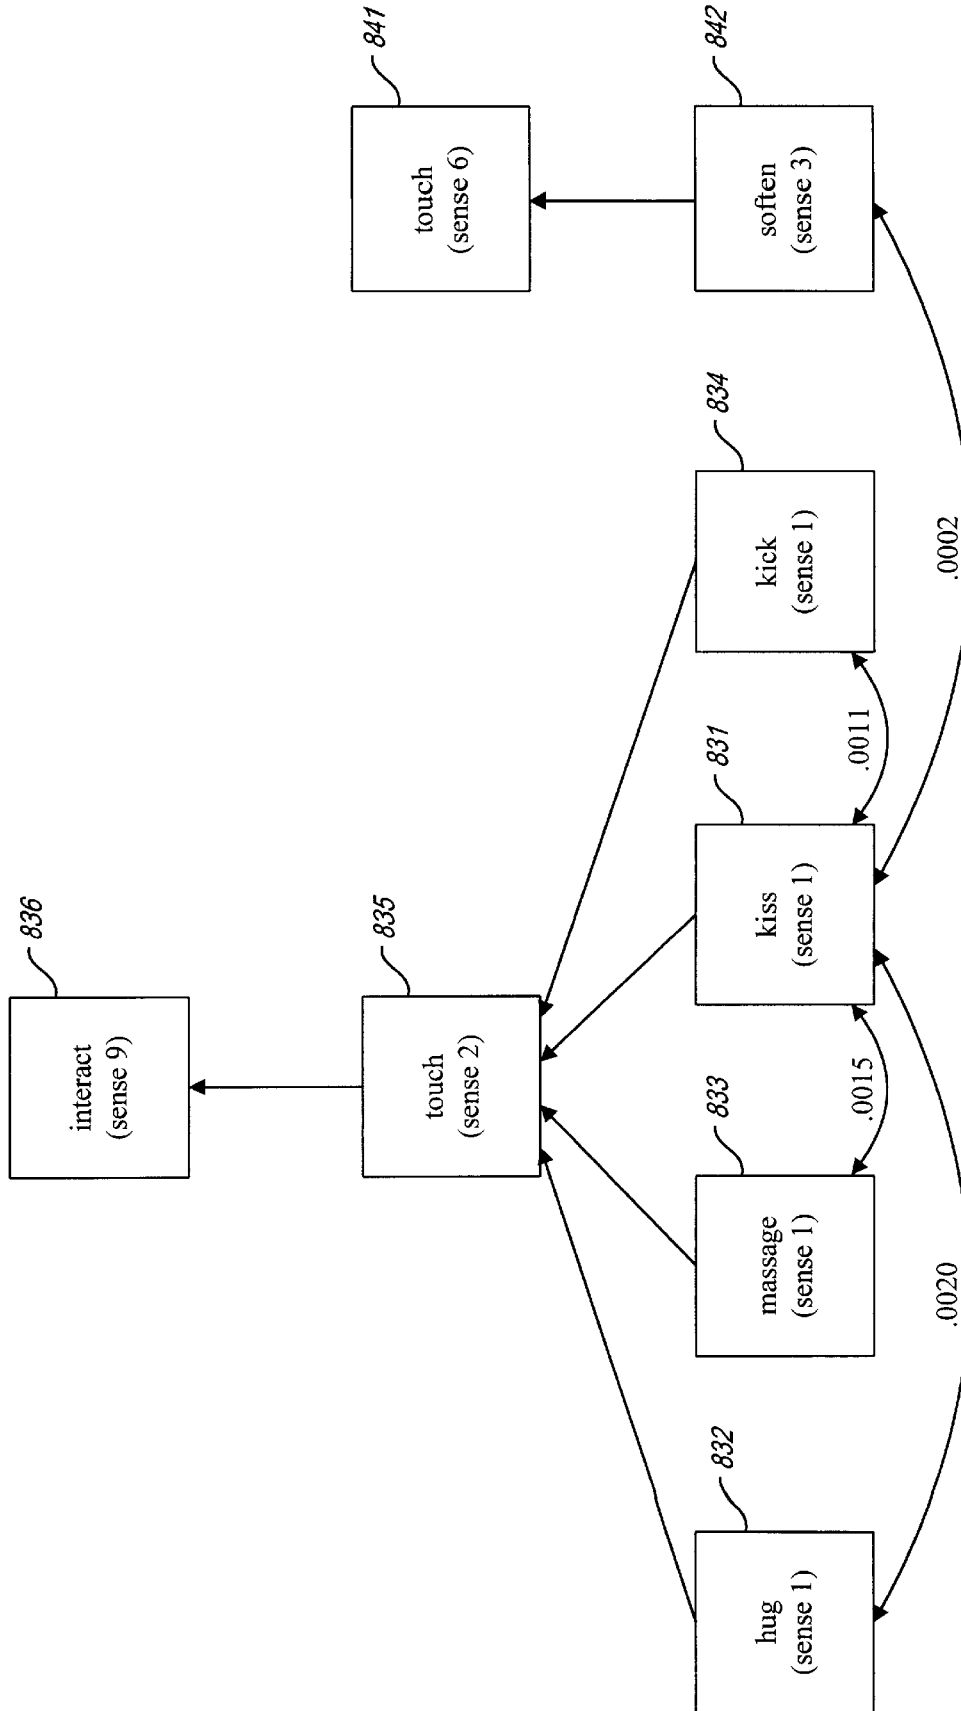 836
interact
(sense 9)
835
touch
(sense 2)
841
touch
(sense 6)
832
hug
(sense 1)
833
massage
(sense 1)
831
kiss
(sense 1)
834
kick
(sense 1)
842
soften
(sense 3)
.0015
.0011
.0020
.0002